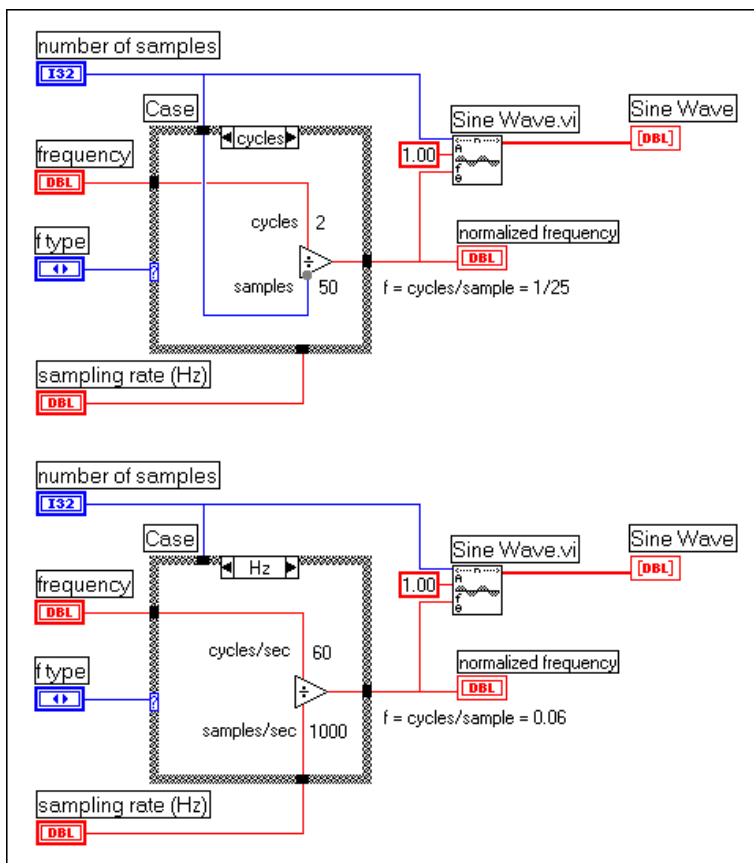 number of samples
I32
Case
cycles
Sine Wave.vi
Sine Wave
n
A
f
1.00
[DBL]
frequency
DBL
cycles 2
normalized frequency
DBL
f type
?
÷
samples 50
f = cycles/sample = 1/25
sampling rate (Hz)
DBL
number of samples
I32
Case
Hz
Sine Wave.vi
Sine Wave
n
A
f
1.00
[DBL]
frequency
DBL
cycles/sec 60
normalized frequency
DBL
f type
?
÷
samples/sec 1000
f = cycles/sample = 0.06
sampling rate (Hz)
DBL